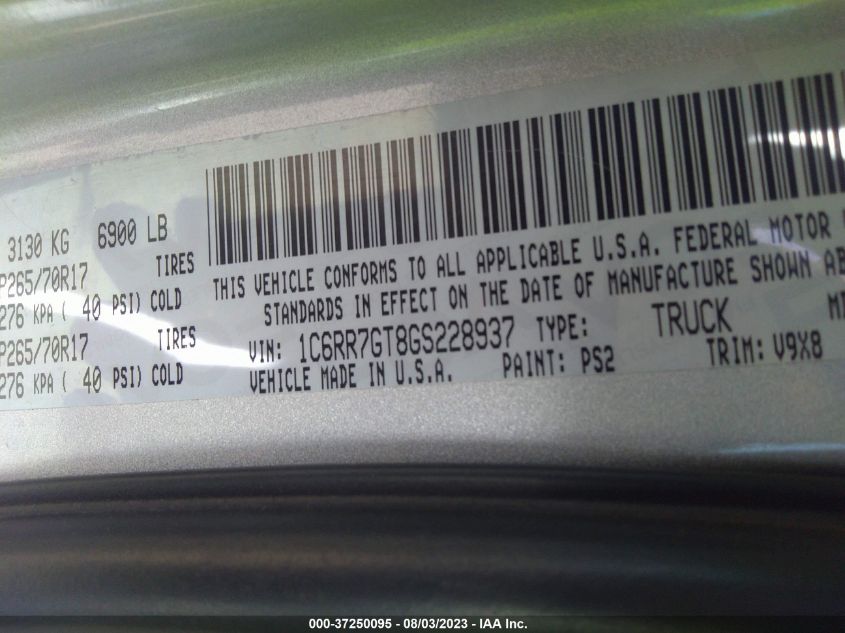 3130 KG 6900 LB
P265/70R17 TIRES
276 KPA ( 40 PSI) COLD
P265/70R17 TIRES
276 KPA ( 40 PSI) COLD
THIS VEHICLE CONFORMS TO ALL APPLICABLE U.S.A. FEDERAL MOTOR
STANDARDS IN EFFECT ON THE DATE OF MANUFACTURE SHOWN AB
VIN: 1C6RR7GT8GS228937 TYPE: TRUCK
VEHICLE MADE IN U.S.A. PAINT: PS2 TRIM: V9X8
000-37250095 - 08/03/2023 - IAA Inc.